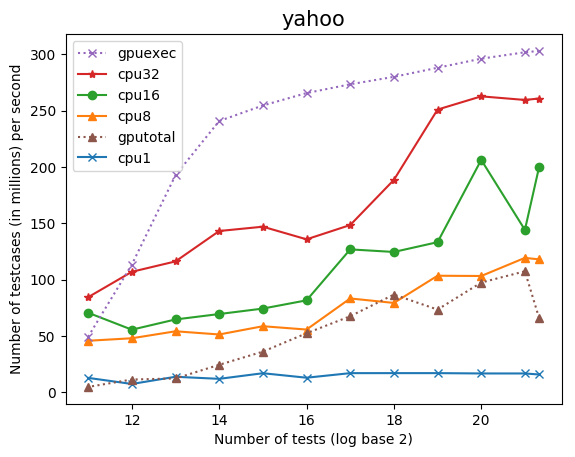 yahoo
Number of testcases (in millions) per second
300
250
200
150
100
50
0
gpuexec
cpu32
cpu16
cpu8
gputotal
cpu1
12
14
16
18
20
Number of tests (log base 2)